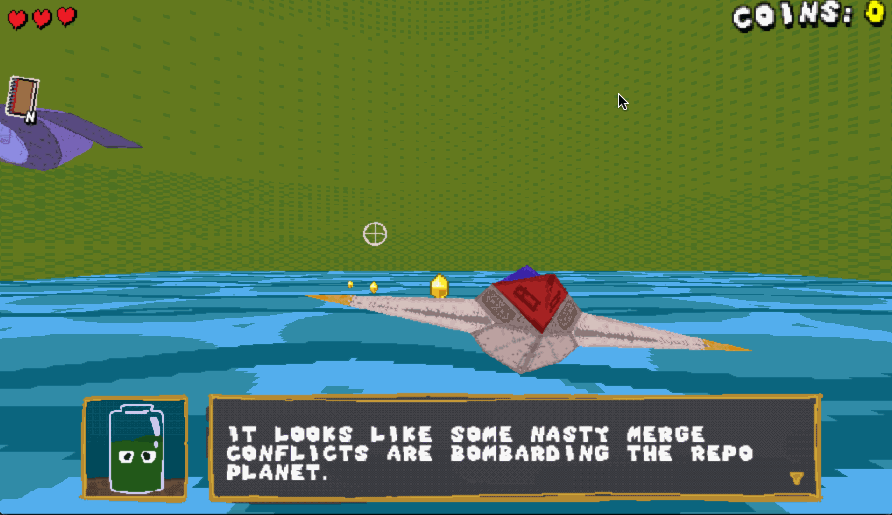 COINS: 0
N
IT LOOKS LIKE SOME NASTY MERGE
CONFLICTS ARE BOMBARDING THE REPO
PLANET.